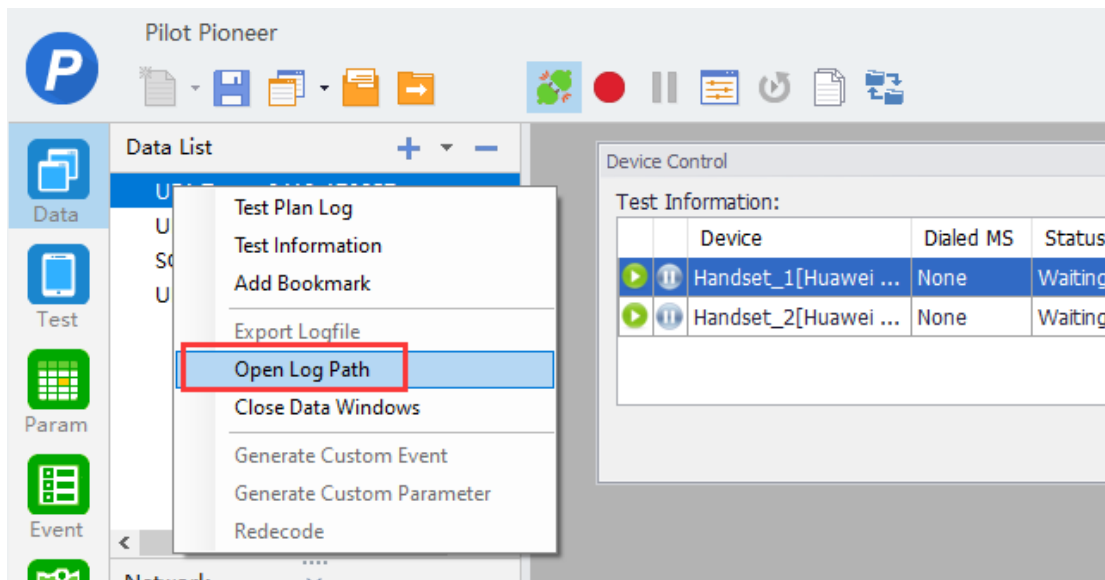 Pilot Pioneer
P
Data List
Data
Test
Param
Event
U
SC
U
Test Plan Log
Test Information
Add Bookmark
Export Logfile
Open Log Path
Close Data Windows
Generate Custom Event
Generate Custom Parameter
Redecode
Device Control
Test Information:
Device Dialed MS Status
Handset_1[Huawei ... None Waiting
Handset_2[Huawei ... None Waiting